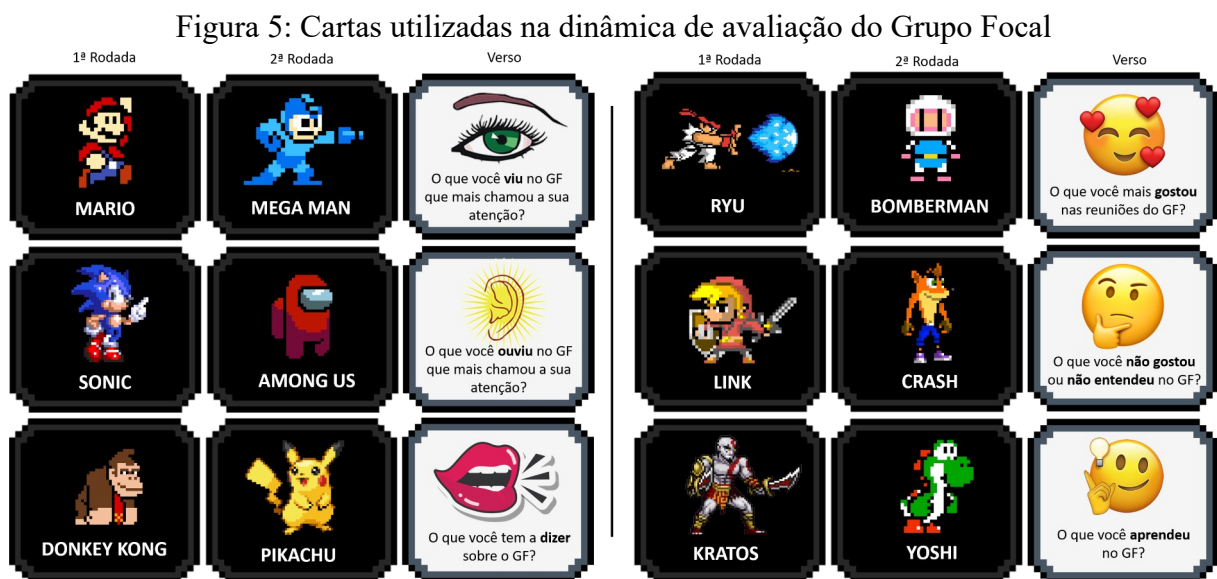 Figura 5: Cartas utilizadas na dinâmica de avaliação do Grupo Focal
1ª Rodada
2ª Rodada
Verso
MARIO
MEGA MAN
O que você viu no GF
que mais chamou a sua
atenção?
SONIC
AMONG US
O que você ouviu no GF
que mais chamou a sua
atenção?
DONKEY KONG
PIKACHU
O que você tem a dizer
sobre o GF?
1ª Rodada
2ª Rodada
Verso
RYU
BOMBERMAN
O que você mais gostou
nas reuniões do GF?
LINK
CRASH
O que você não gostou
ou não entendeu no GF?
KRATOS
YOSHI
O que você aprendeu
no GF?